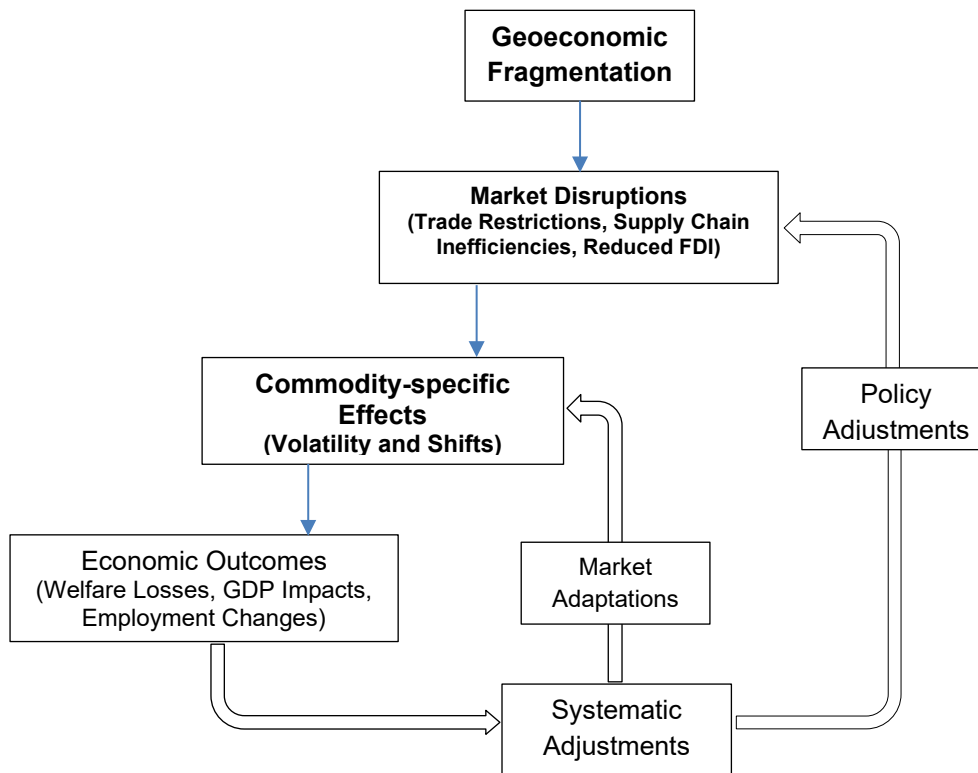 Geoeconomic
Fragmentation
Market Disruptions
(Trade Restrictions, Supply Chain
Inefficiencies, Reduced FDI)
Commodity-specific
Effects
(Volatility and Shifts)
Policy
Adjustments
Economic Outcomes
(Welfare Losses, GDP Impacts,
Employment Changes)
Market
Adaptations
Systematic
Adjustments